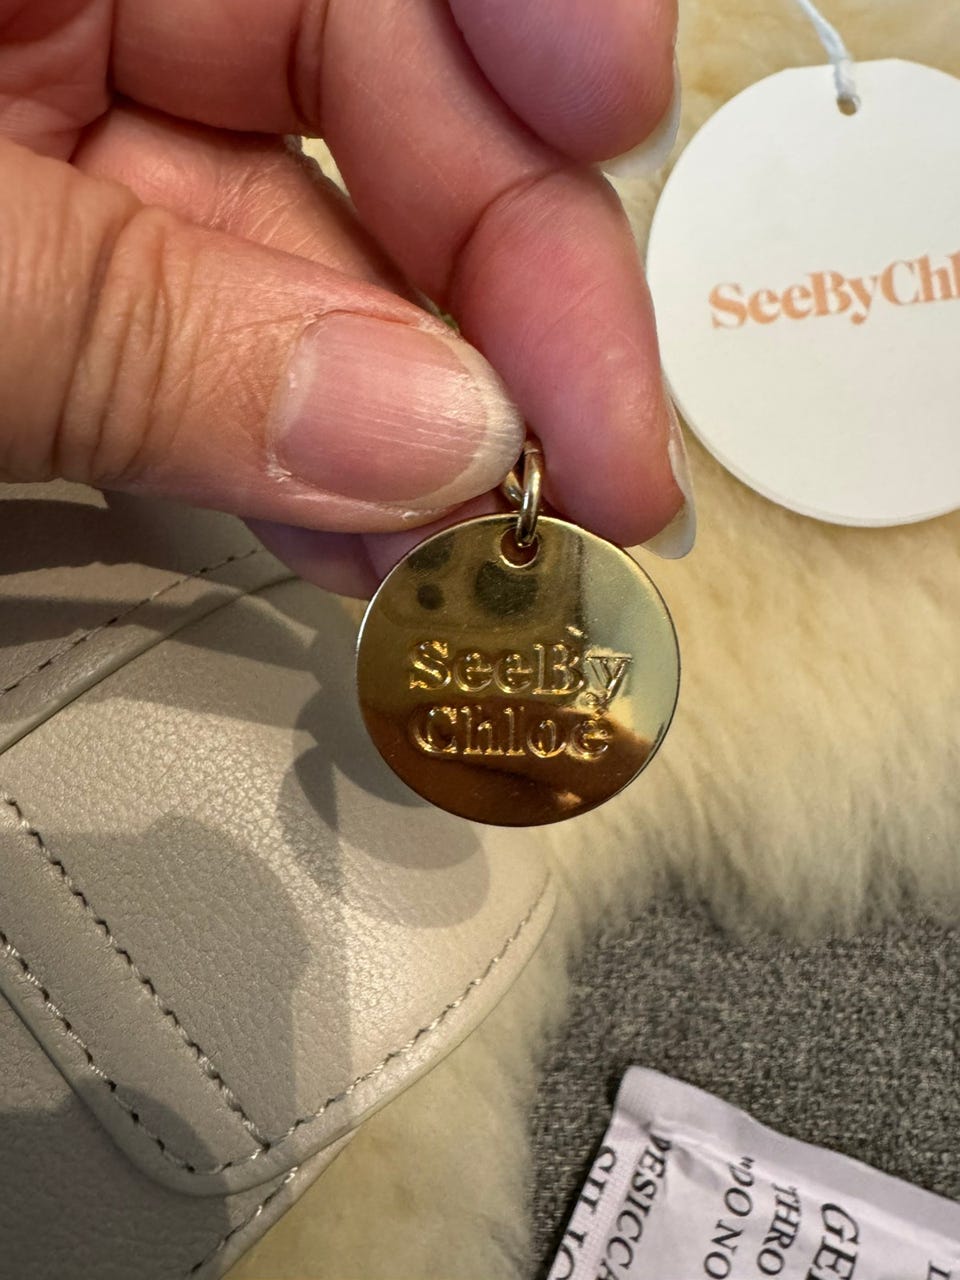 SeeByChl
SeeBy
Chloé
DESICCA
"DO NO
THRO
GE